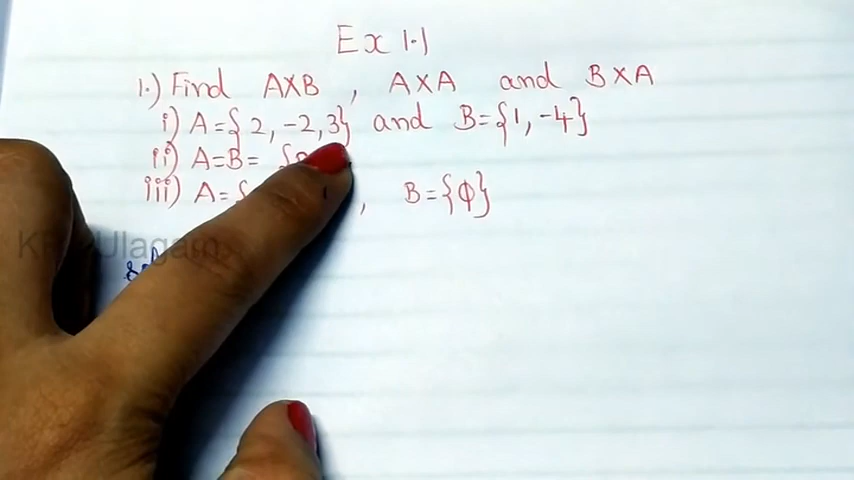 Ex 1.1
1.) Find A×B , A×A and B×A
i) A={2, -2, 3} and B={1, -4}
ii) A=B= {
iii) A={ , B={ϕ}